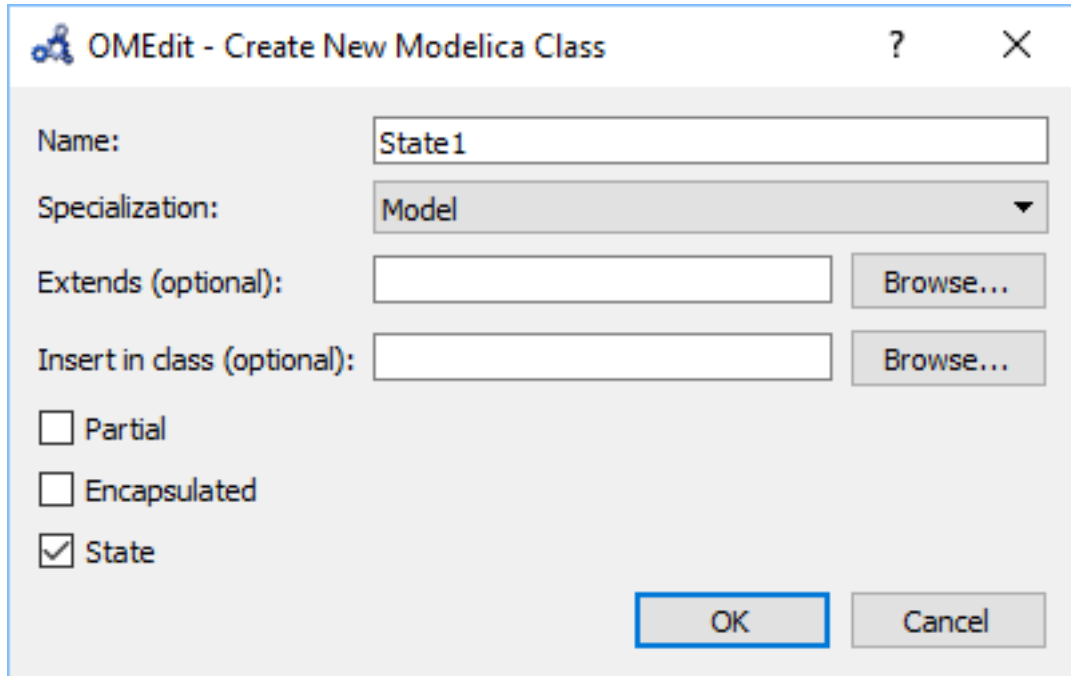 OMEdit - Create New Modelica Class ?
Name: State1
Specialization: Model
Extends (optional): Browse...
Insert in class (optional): Browse...
Partial
Encapsulated
State
OK Cancel